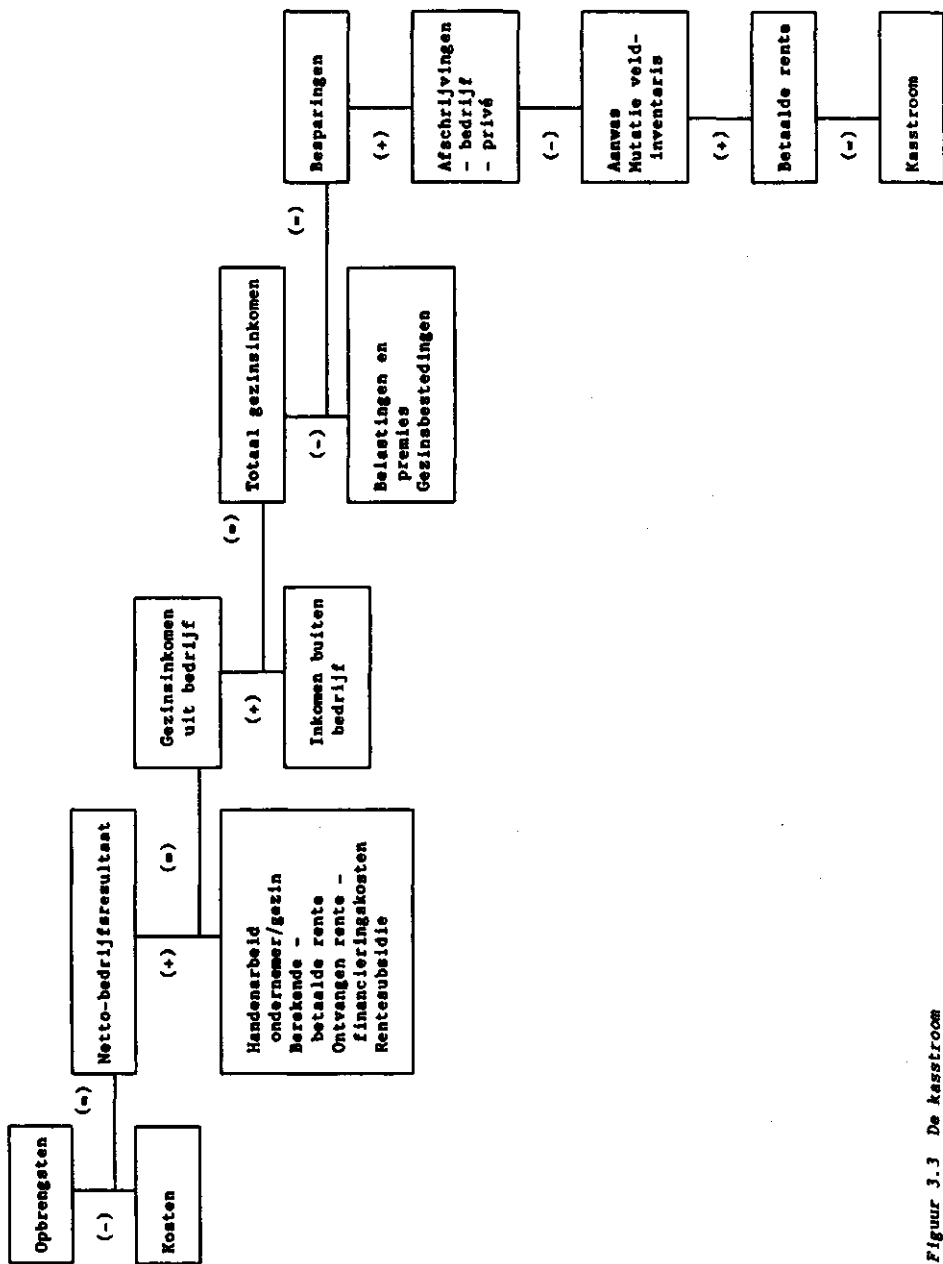 Opbrengsten
(-)
Kosten
(=)
Netto-bedrijfsresultaat
(+)
Handenarbeid
ondernemer/gezin
Berekende -
betaalde rente
Ontvangen rente -
financieringskosten
Rentesubsidie
(=)
Gezinsinkomen
uit bedrijf
(+)
Inkomen buiten
bedrijf
(=)
Totaal gezinsinkomen
(-)
Belastingen en
premies
Gezinsbestedingen
(=)
Besparingen
(+)
Afschrijvingen
- bedrijf
- privé
(-)
Aanwas
Mutatie veld-
inventaris
(+)
Betaalde rente
(=)
Kasstroom
Figuur 3.3 De kasstroom